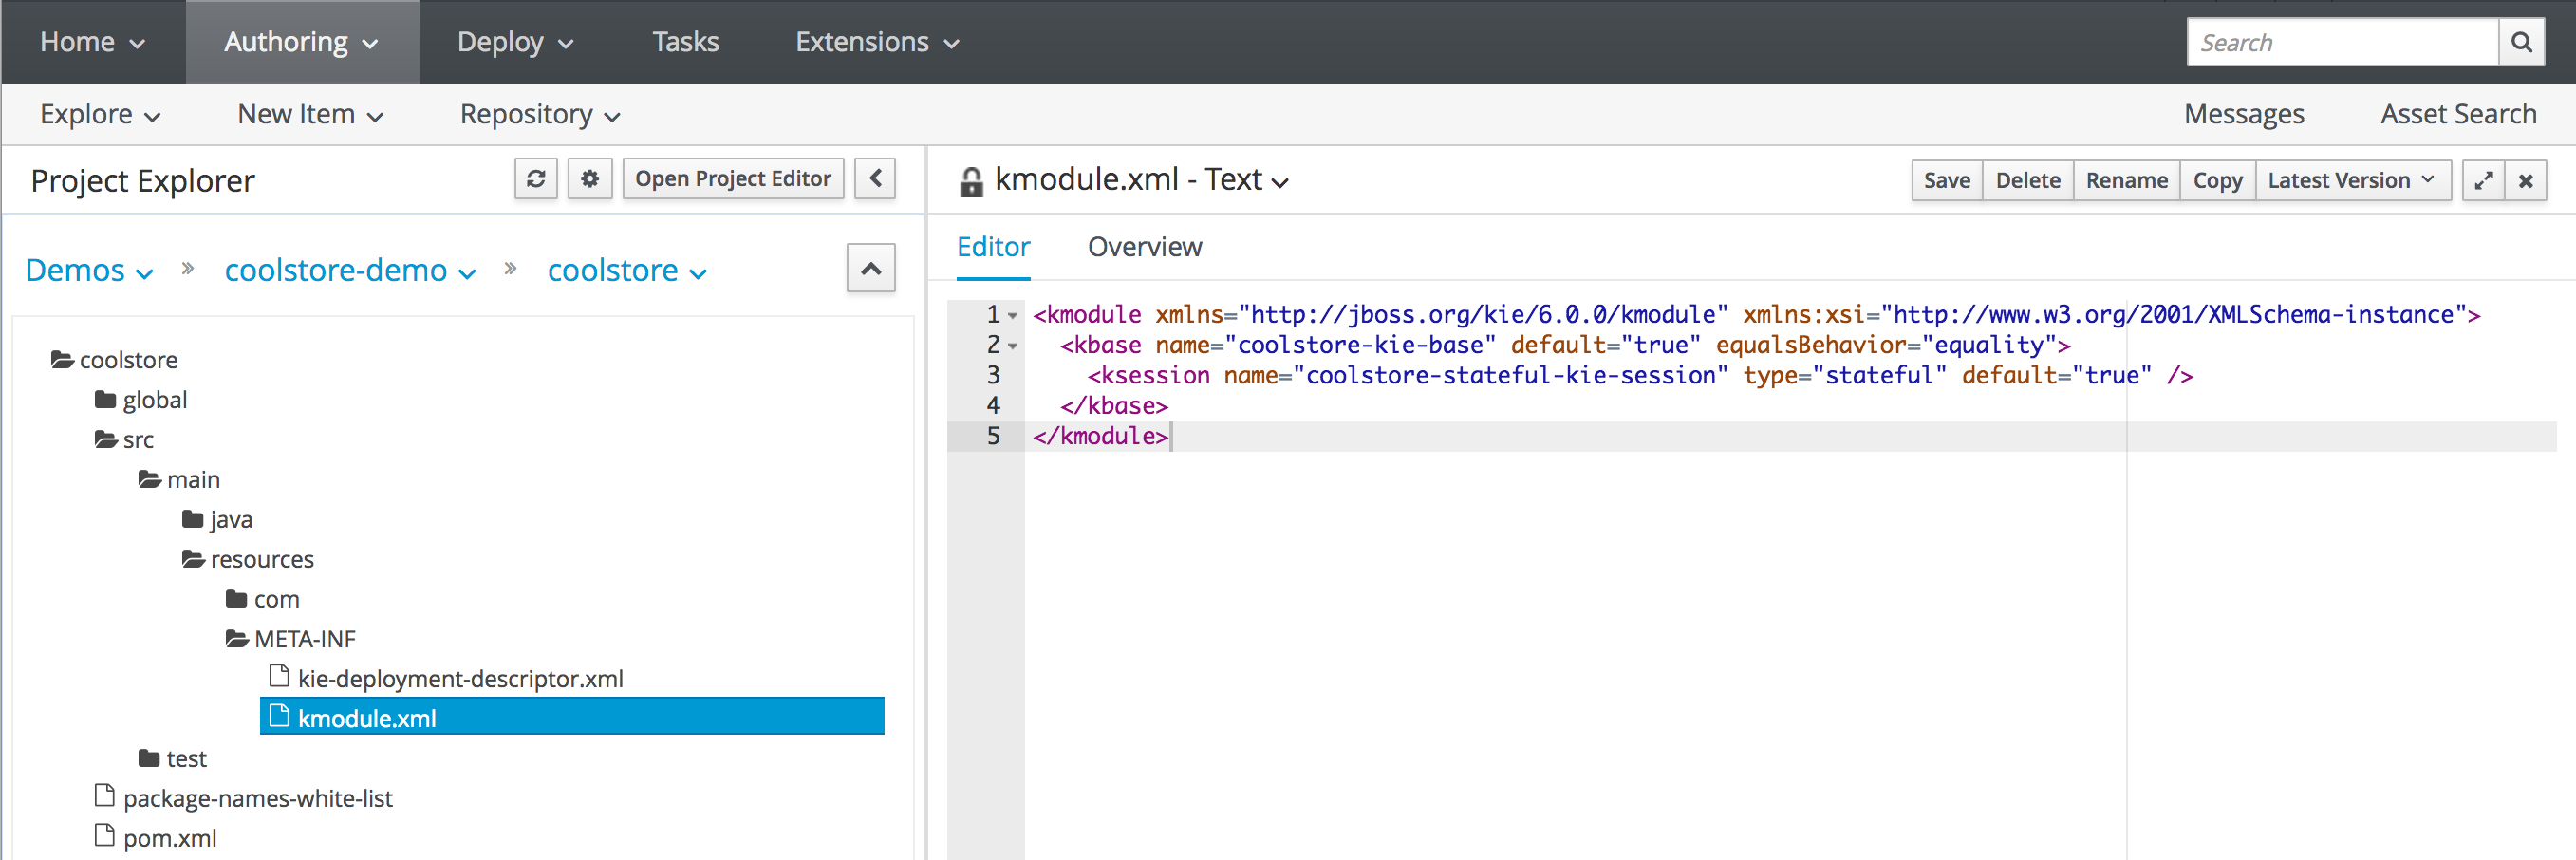 Home Authoring Deploy Tasks Extensions Search
Explore New Item Repository Messages Asset Search
Project Explorer Open Project Editor
Demos » coolstore-demo » coolstore
coolstore
global
src
main
java
resources
com
META-INF
kie-deployment-descriptor.xml
kmodule.xml
test
package-names-white-list
pom.xml
kmodule.xml - Text Save Delete Rename Copy Latest Version
Editor Overview
1 <kmodule xmlns="http://jboss.org/kie/6.0.0/kmodule" xmlns:xsi="http://www.w3.org/2001/XMLSchema-instance">
2 <kbase name="coolstore-kie-base" default="true" equalsBehavior="equality">
3 <ksession name="coolstore-stateful-kie-session" type="stateful" default="true" />
4 </kbase>
5 </kmodule>